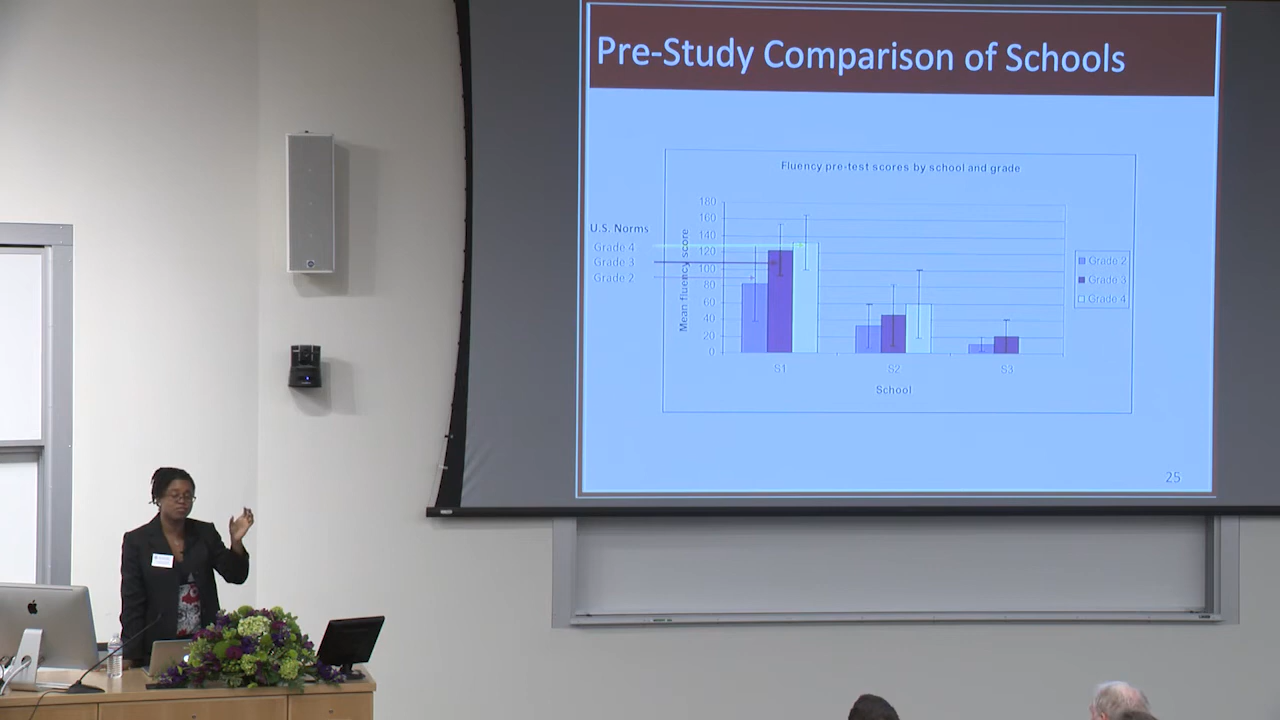 Pre-Study Comparison of Schools
Fluency pre-test scores by school and grade
U.S. Norms
Grade 4
Grade 3
Grade 2
Mean fluency score
180
160
140
120
100
80
60
40
20
0
S1
S2
S3
School
Grade 2
Grade 3
Grade 4
25